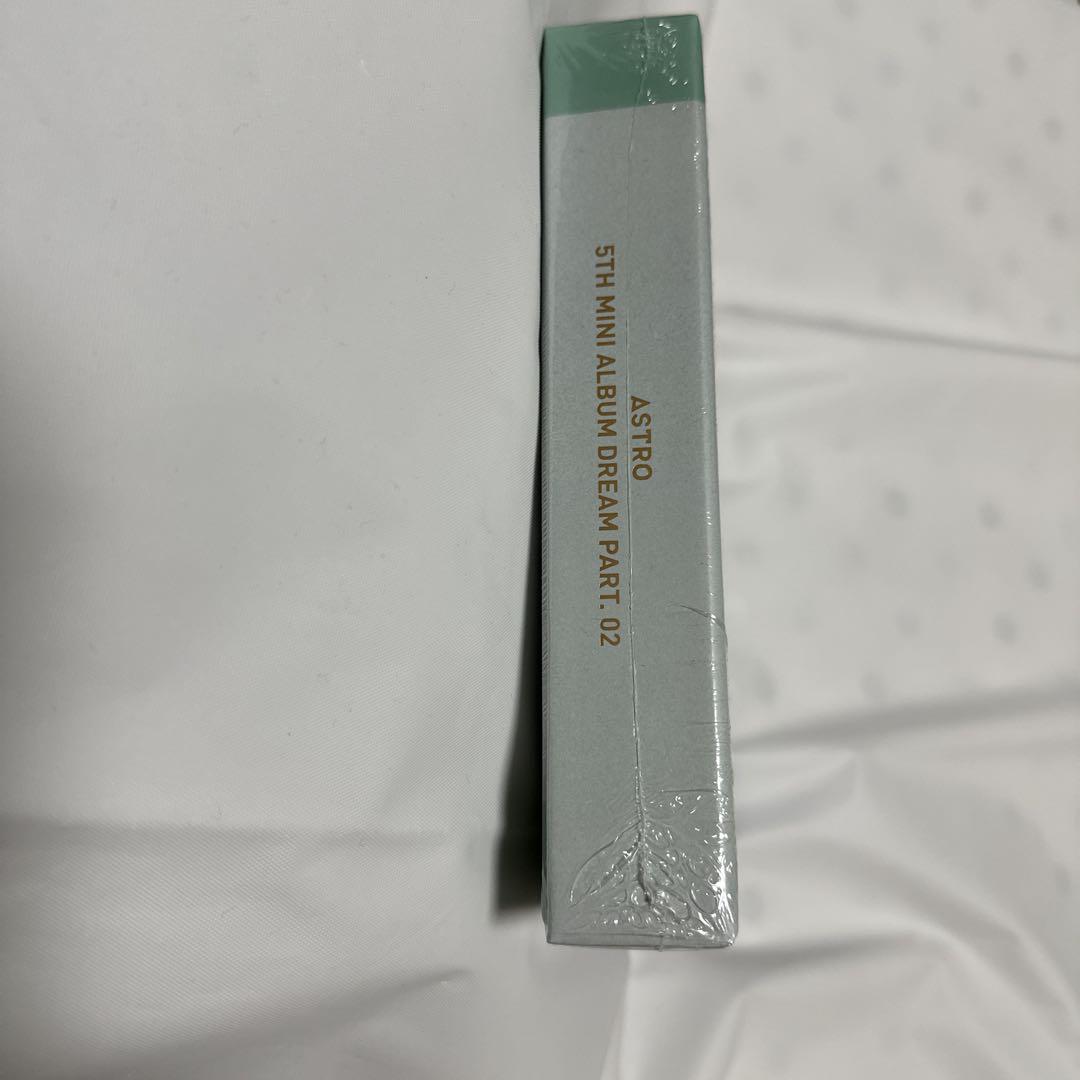 ASTRO
5TH MINI ALBUM DREAM PART. 02